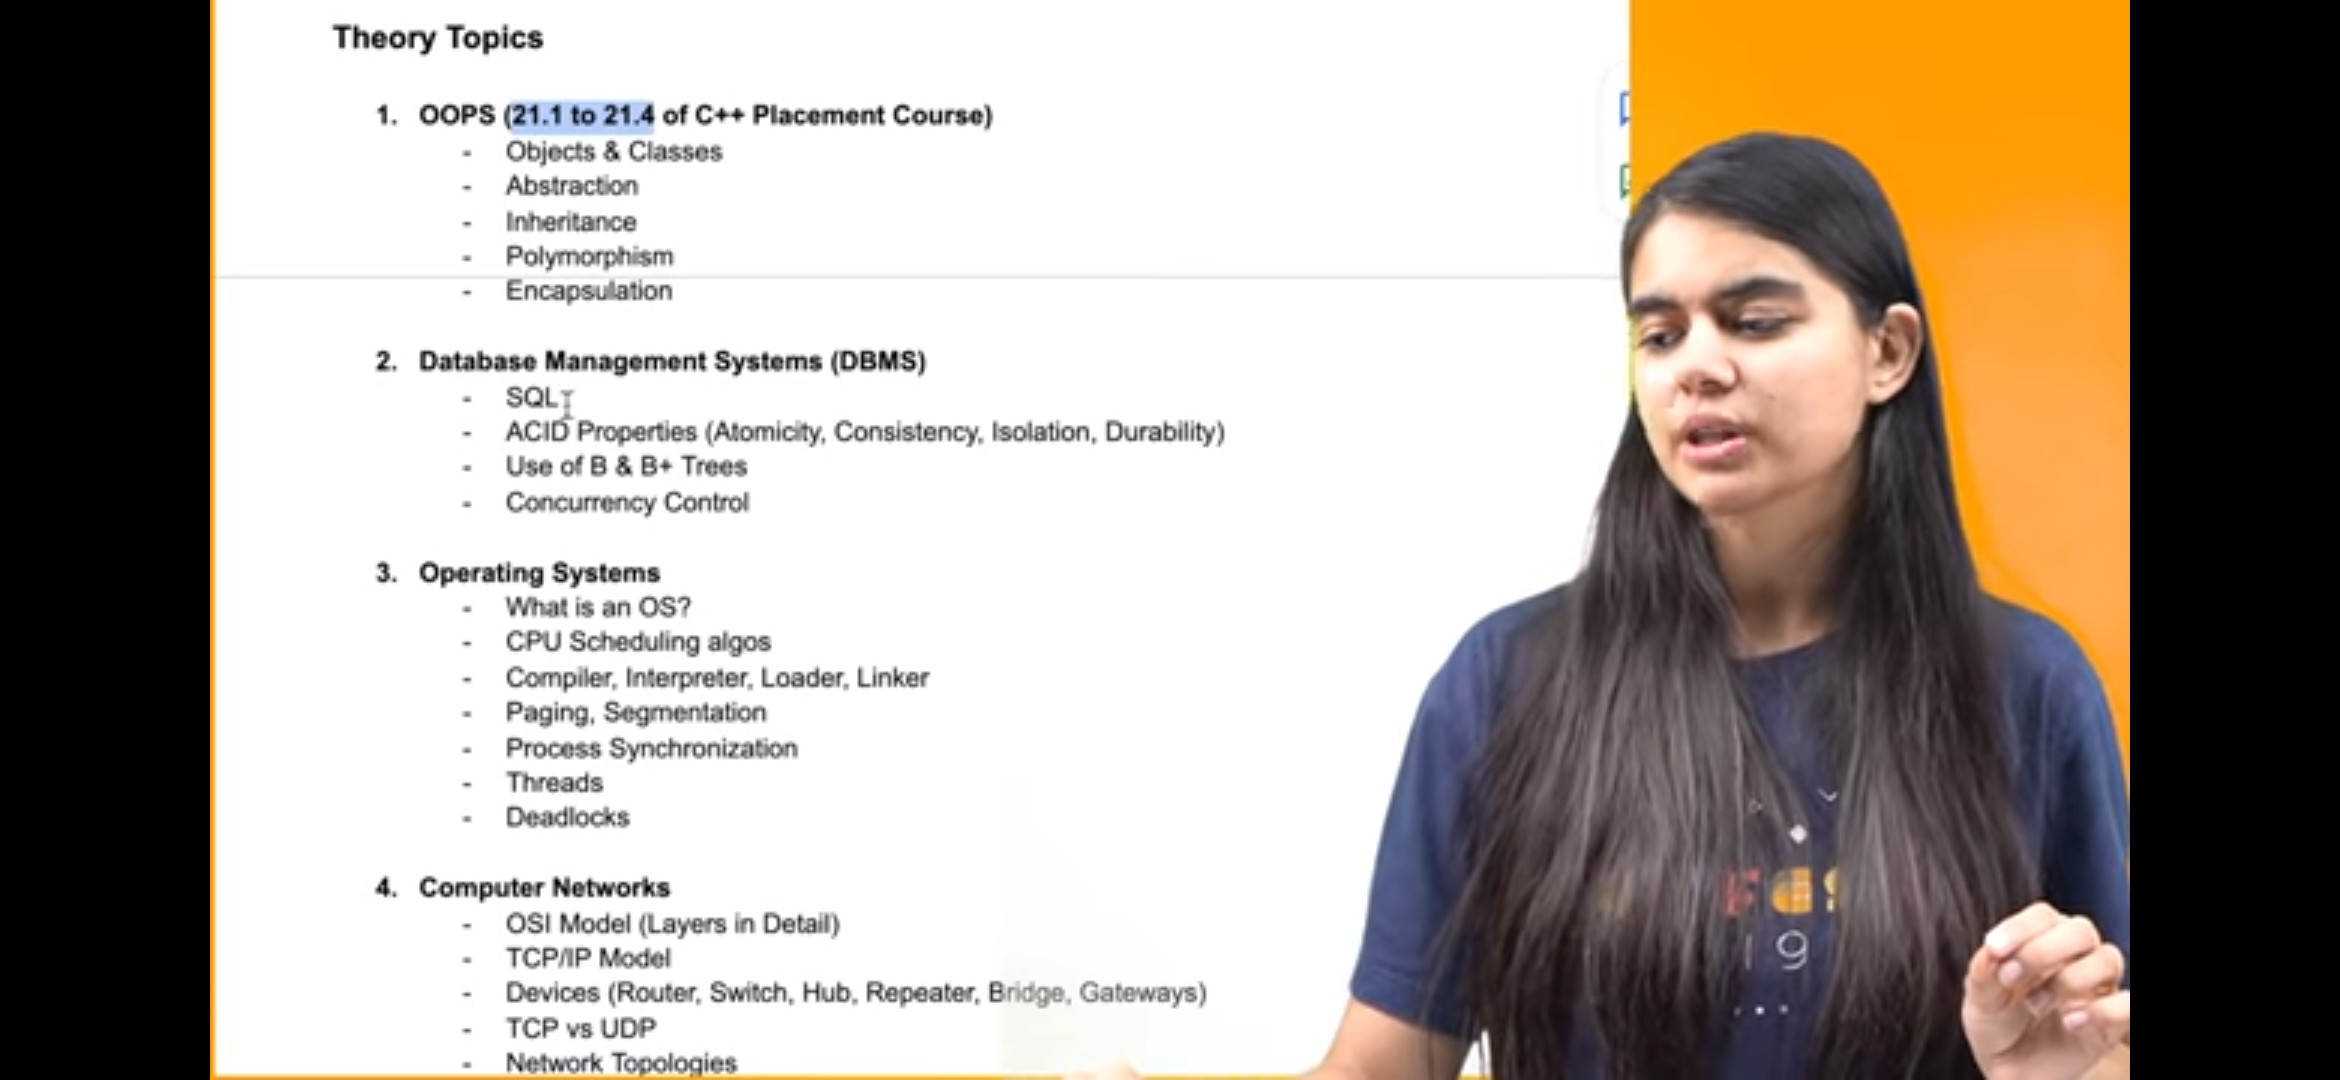 Theory Topics
1. OOPS (21.1 to 21.4 of C++ Placement Course)
- Objects & Classes
- Abstraction
- Inheritance
- Polymorphism
- Encapsulation
2. Database Management Systems (DBMS)
- SQL
- ACID Properties (Atomicity, Consistency, Isolation, Durability)
- Use of B & B+ Trees
- Concurrency Control
3. Operating Systems
- What is an OS?
- CPU Scheduling algos
- Compiler, Interpreter, Loader, Linker
- Paging, Segmentation
- Process Synchronization
- Threads
- Deadlocks
4. Computer Networks
- OSI Model (Layers in Detail)
- TCP/IP Model
- Devices (Router, Switch, Hub, Repeater, Bridge, Gateways)
- TCP vs UDP
- Network Topologies